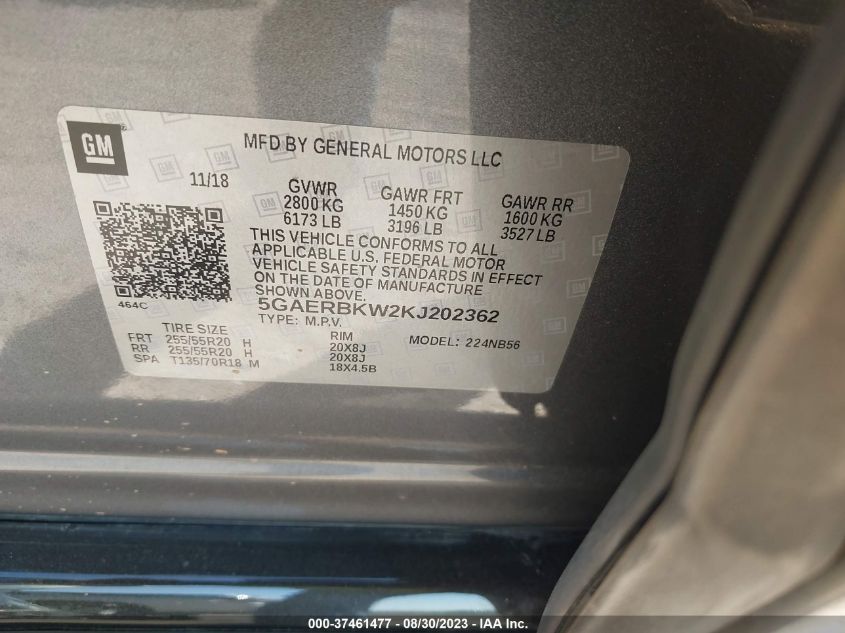 GM
MFD BY GENERAL MOTORS LLC
11/18
GVWR
2800 KG
6173 LB
GAWR FRT
1450 KG
3196 LB
GAWR RR
1600 KG
3527 LB
THIS VEHICLE CONFORMS TO ALL
APPLICABLE U.S. FEDERAL MOTOR
VEHICLE SAFETY STANDARDS IN EFFECT
ON THE DATE OF MANUFACTURE
SHOWN ABOVE.
464C
5GAERBKW2KJ202362
TYPE: M.P.V.
MODEL: 224NB56
TIRE SIZE
RIM
FRT 255/55R20 H 20X8J
RR 255/55R20 H 20X8J
SPA T135/70R18 M 18X4.5B
000-37461477 - 08/30/2023 - IAA Inc.